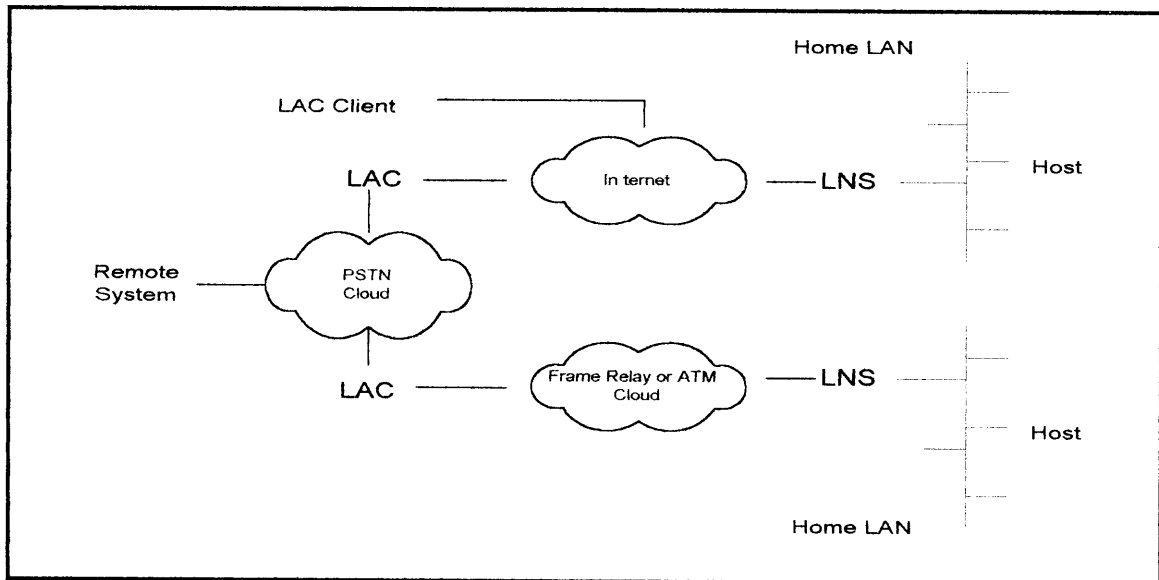 Home LAN
LAC Client
LAC
In ternet
LNS
Host
Remote
System
PSTN
Cloud
LAC
Frame Relay or ATM
Cloud
LNS
Host
Home LAN